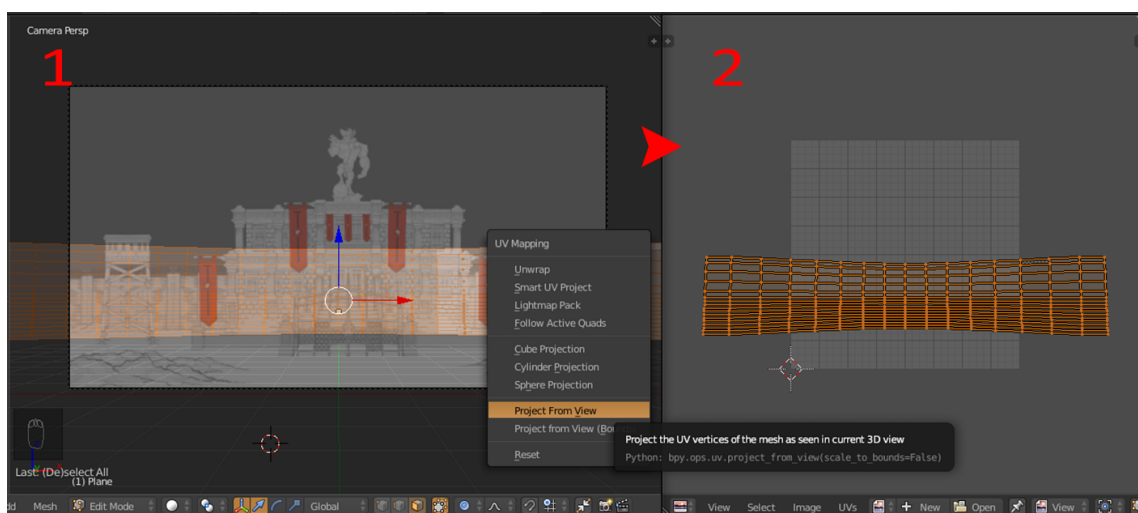 Camera Persp
1
2
UV Mapping
Unwrap
Smart UV Project
Lightmap Pack
Follow Active Quads
Cube Projection
Cylinder Projection
Sphere Projection
Project From View
Project from View (Bou
Reset
Project the UV vertices of the mesh as seen in current 3D view
Python: bpy.ops.uv.project_from_view(scale_to_bounds=False)
Last: (De)select All
(1) Plane
dd Mesh Edit Mode Global
View Select Image UVs New Open View